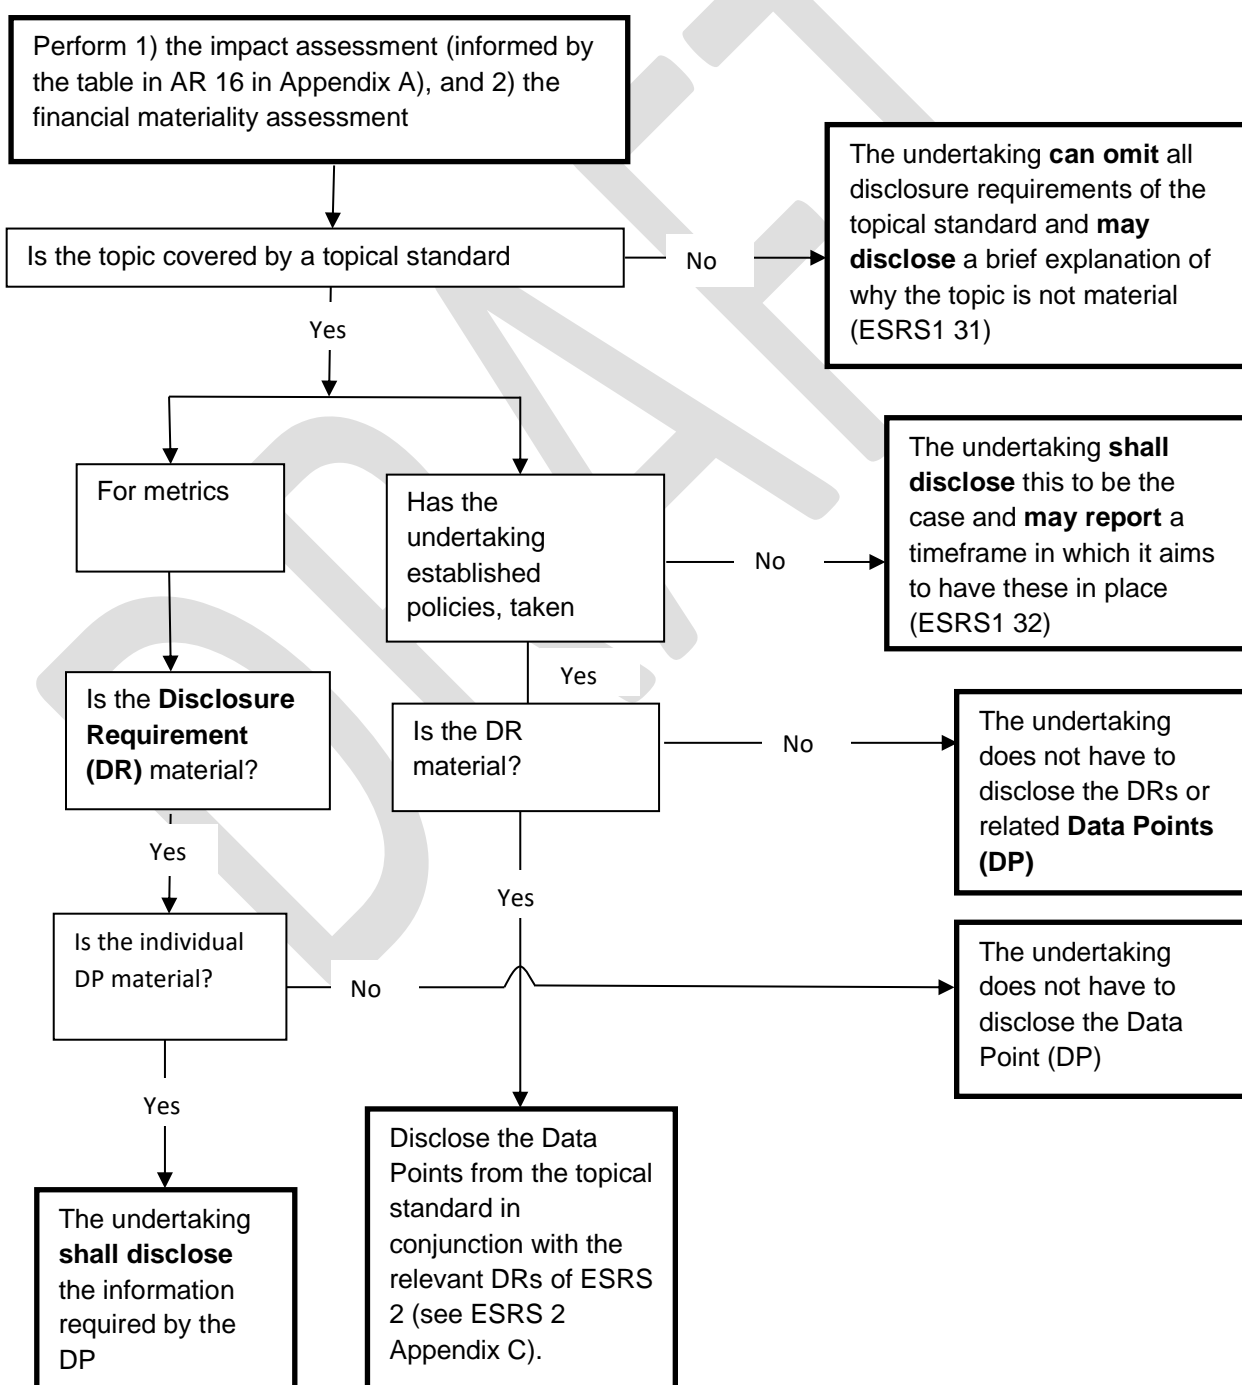 Perform 1) the impact assessment (informed by
the table in AR 16 in Appendix A), and 2) the
financial materiality assessment
The undertaking can omit all
disclosure requirements of the
topical standard and may
disclose a brief explanation of
why the topic is not material
(ESRS1 31)
Is the topic covered by a topical standard
No
Yes
For metrics
Has the
undertaking
established
policies, taken
No
The undertaking shall
disclose this to be the
case and may report a
timeframe in which it aims
to have these in place
(ESRS1 32)
Yes
Is the Disclosure
Requirement
(DR) material?
Is the DR
material?
No
The undertaking
does not have to
disclose the DRs or
related Data Points
(DP)
Yes
Yes
Is the individual
DP material?
No
The undertaking
does not have to
disclose the Data
Point (DP)
Yes
The undertaking
shall disclose
the information
required by the
DP
Disclose the Data
Points from the topical
standard in
conjunction with the
relevant DRs of ESRS
2 (see ESRS 2
Appendix C).
DRAFT